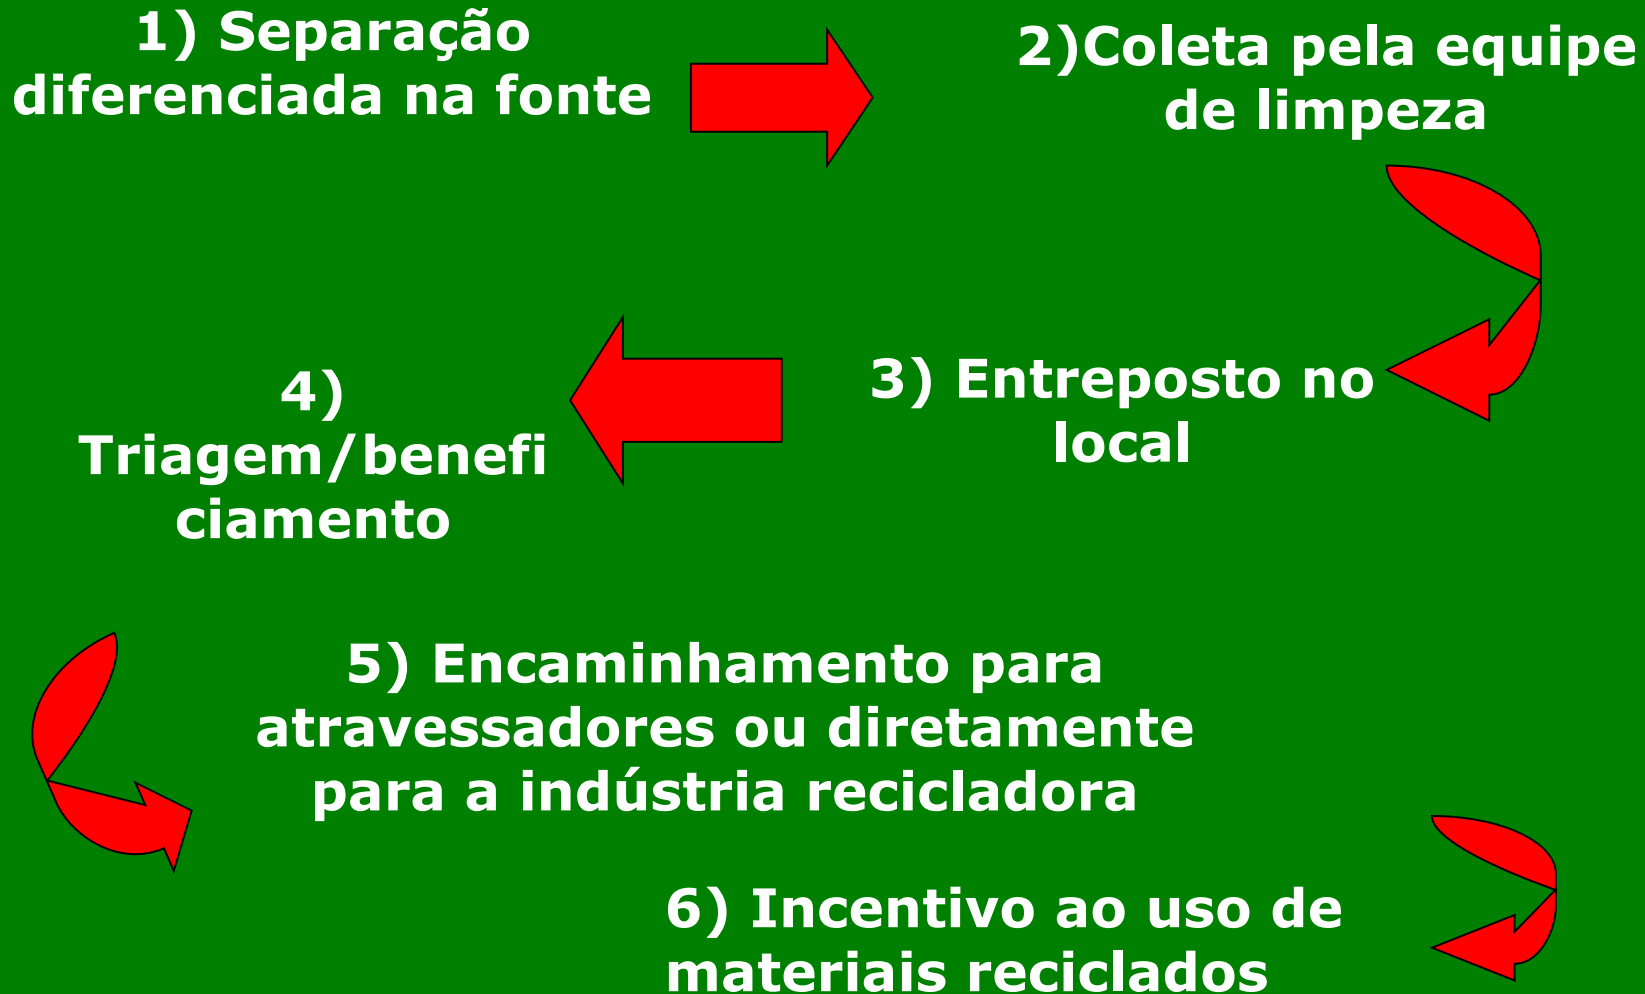 1) Separação
diferenciada na fonte
2)Coleta pela equipe
de limpeza
3) Entreposto no
local
4)
Triagem/benefi
ciamento
5) Encaminhamento para
atravessadores ou diretamente
para a indústria recicladora
6) Incentivo ao uso de
materiais reciclados